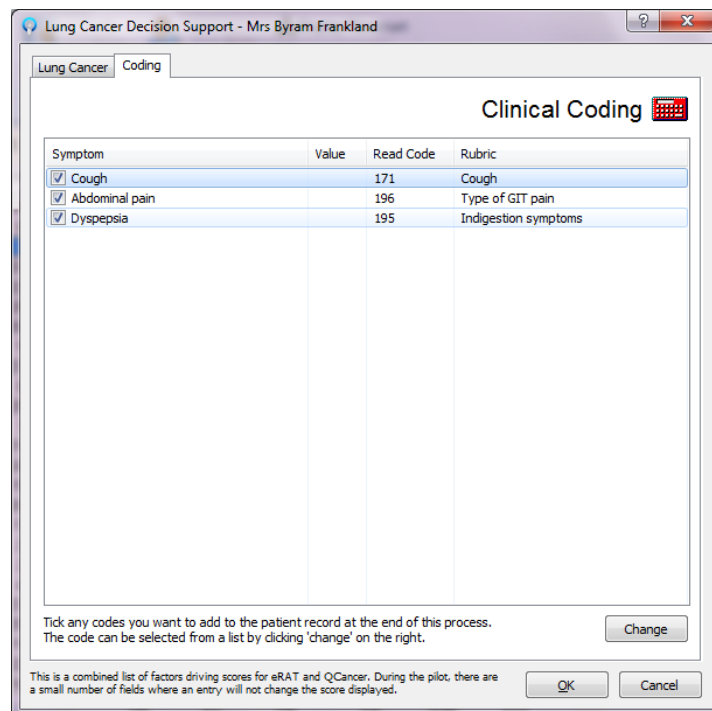 Lung Cancer Decision Support - Mrs Byram Frankland
Lung Cancer Coding
Clinical Coding
Symptom Value Read Code Rubric
Cough 171 Cough
Abdominal pain 196 Type of GIT pain
Dyspepsia 195 Indigestion symptoms
Tick any codes you want to add to the patient record at the end of this process.
The code can be selected from a list by clicking 'change' on the right.
Change
This is a combined list of factors driving scores for eRAT and QCancer. During the pilot, there are
a small number of fields where an entry will not change the score displayed.
OK Cancel